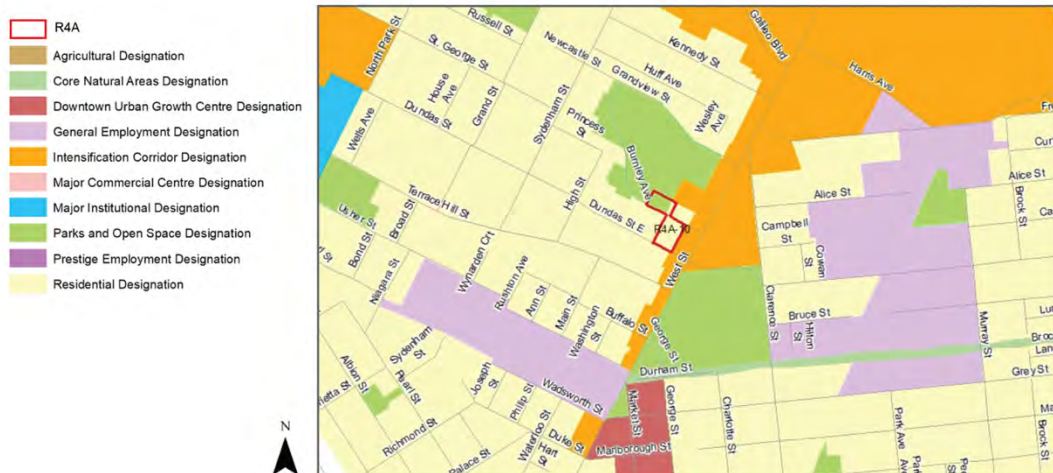 R4A
Agricultural Designation
Core Natural Areas Designation
Downtown Urban Growth Centre Designation
General Employment Designation
Intensification Corridor Designation
Major Commercial Centre Designation
Major Institutional Designation
Parks and Open Space Designation
Prestige Employment Designation
Residential Designation
N
North Park St
Russell St
St. George St
House Ave
Grand St
Dundas St
Wells Ave
Sydenham St
Newcastle St
Huff Ave
Grandview St
Kennedy St
Wesley Ave
Princess St
Burnley Ave
Galileo Blvd
Harris Ave
Terrace Hill St
High St
Dundas St E
R4A-10
West St
Usher St
Bond St
Broad St
Niagara St
Wynarden Crt
Rushton Ave
Ann St
Main St
Washington St
Buffalo St
George St
Durham St
Wadsworth St
Alice St
Alice St
Campbell St
Cowan St
Clarence St
Bruce St
Hilton St
Murray St
Brock St
Grey St
Sydenham St
Albion St
Pearl St
Richmond St
Joseph St
Philip St
Waterloo St
Palace St
Hart St
Duke St
Market St
George St
Marlborough St
Charlotte St
Park Ave
Brock St